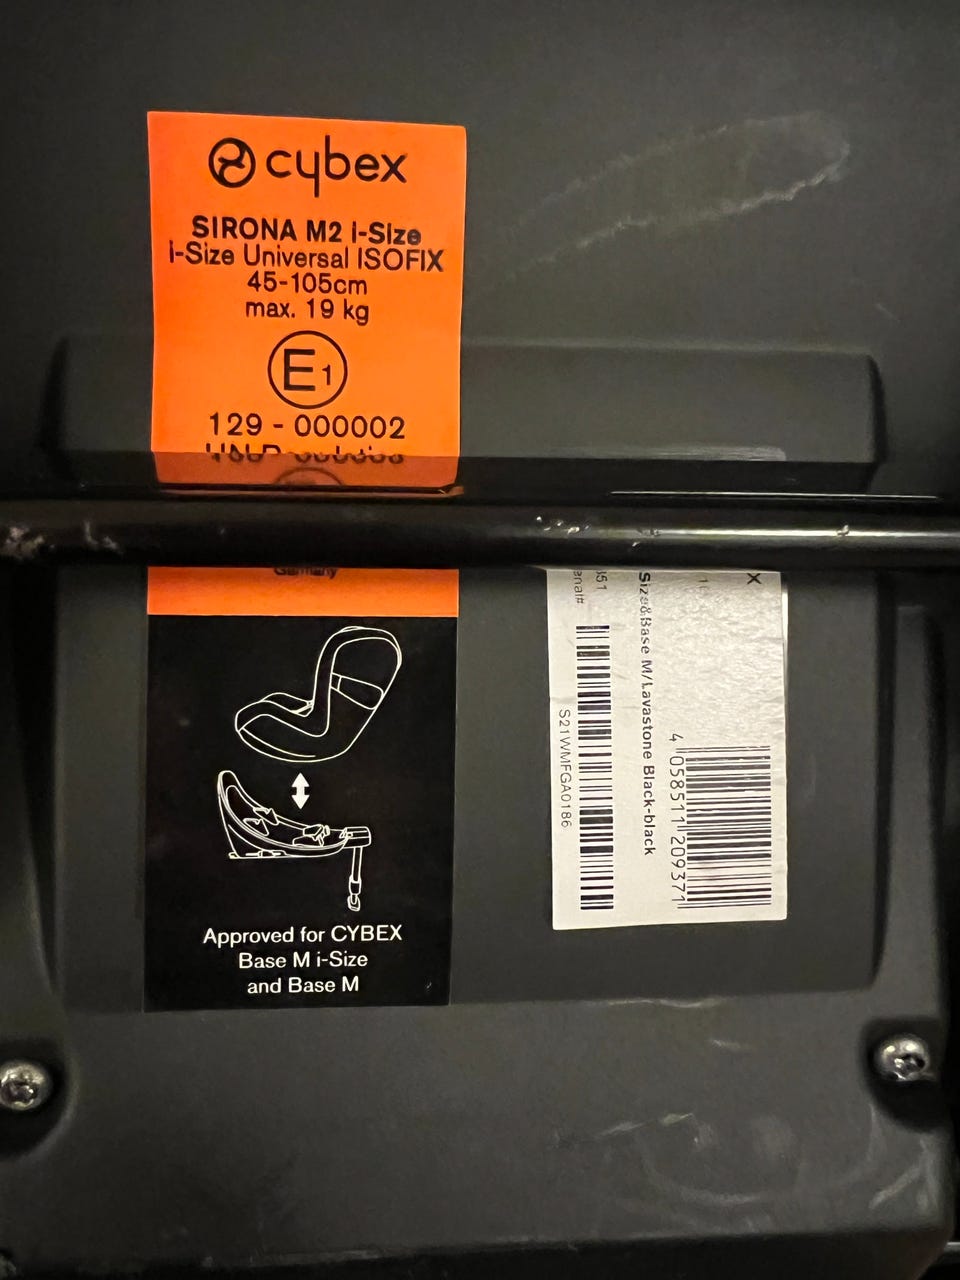 cybex
SIRONA M2 i-Size
i-Size Universal ISOFIX
45-105cm
max. 19 kg
E1
129 - 000002
Germany
Approved for CYBEX
Base M i-Size
and Base M
X
Size&Base M/Lavastone Black-black
4 058511 209371
S21WMFGA0186